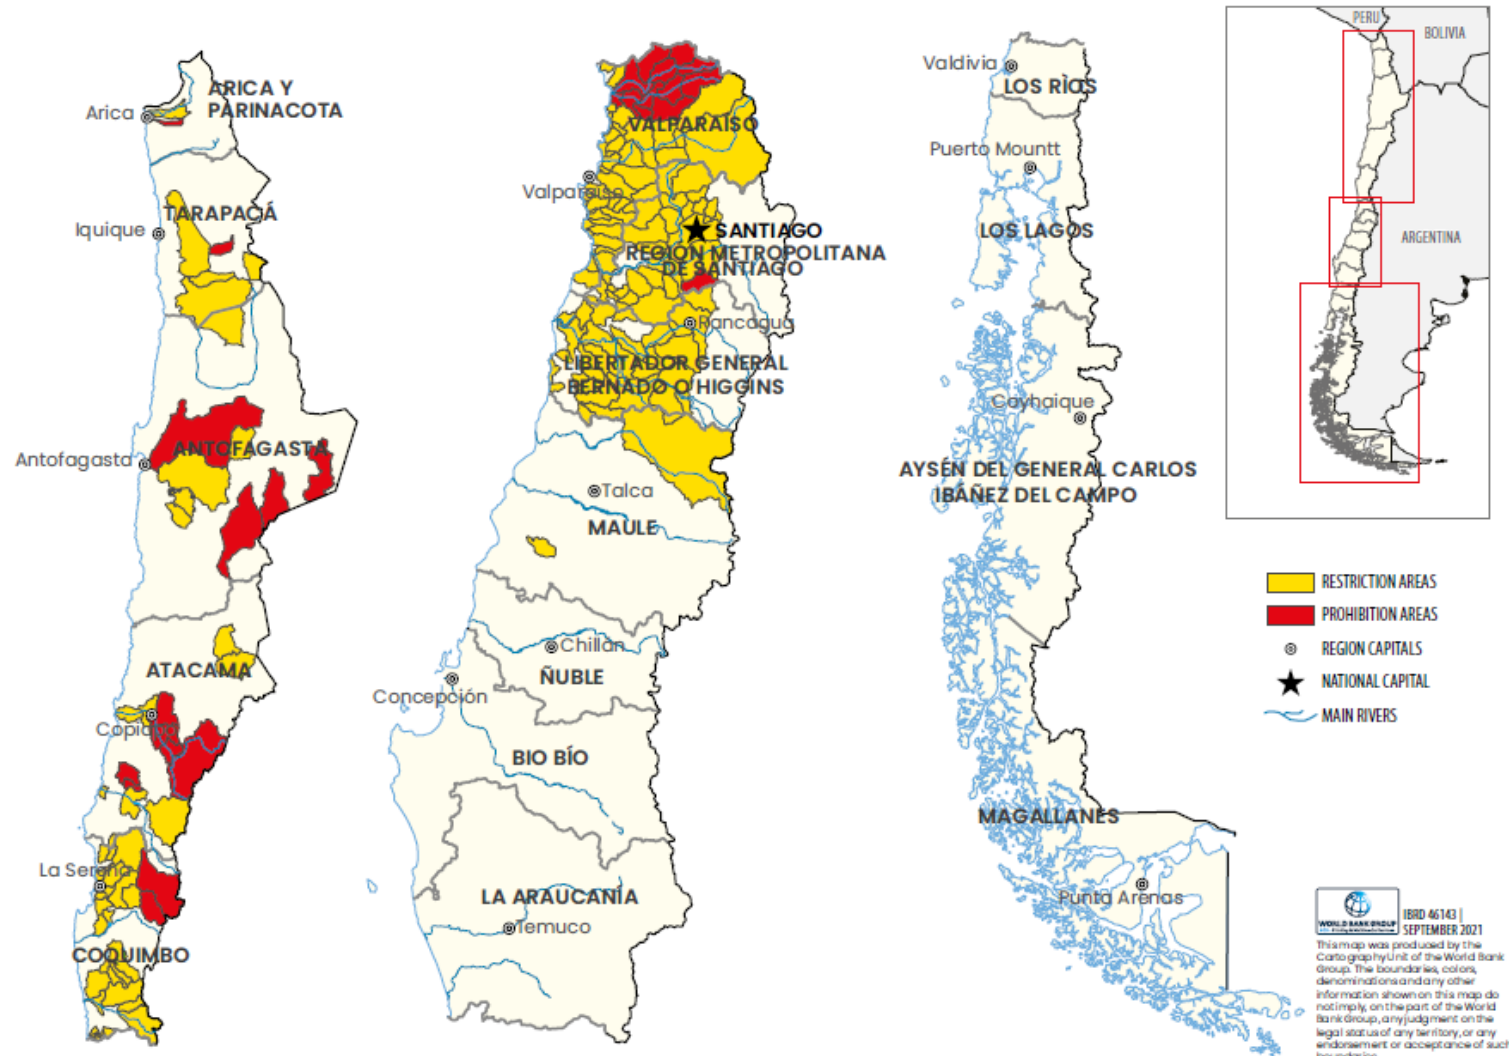 ARICA Y
PARINACOTA
Arica
TARAPACÁ
Iquique
ANTOFAGASTA
Antofagasta
ATACAMA
Copiapó
La Serena
COQUIMBO
VALPARAÍSO
Valparaíso
SANTIAGO
REGIÓN METROPOLITANA
DE SANTIAGO
Rancagua
LIBERTADOR GENERAL
BERNADO O'HIGGINS
Talca
MAULE
Chillán
ÑUBLE
Concepción
BIO BÍO
LA ARAUCANÍA
Temuco
Valdivia
LOS RÌOS
Puerto Mountt
LOS LAGOS
Coyhaique
AYSÉN DEL GENERAL CARLOS
IBÁÑEZ DEL CAMPO
MAGALLANES
Punta Arenas
PERU
BOLIVIA
ARGENTINA
RESTRICTION AREAS
PROHIBITION AREAS
REGION CAPITALS
NATIONAL CAPITAL
MAIN RIVERS
WORLD BANK GROUP
IBRD 46143 |
SEPTEMBER 2021
This map was produced by the
Cartography Unit of the World Bank
Group. The boundaries, colors,
denominations and any other
information shown on this map do
not imply, on the part of the World
Bank Group, any judgment on the
legal status of any territory, or any
endorsement or acceptance of such
boundaries.